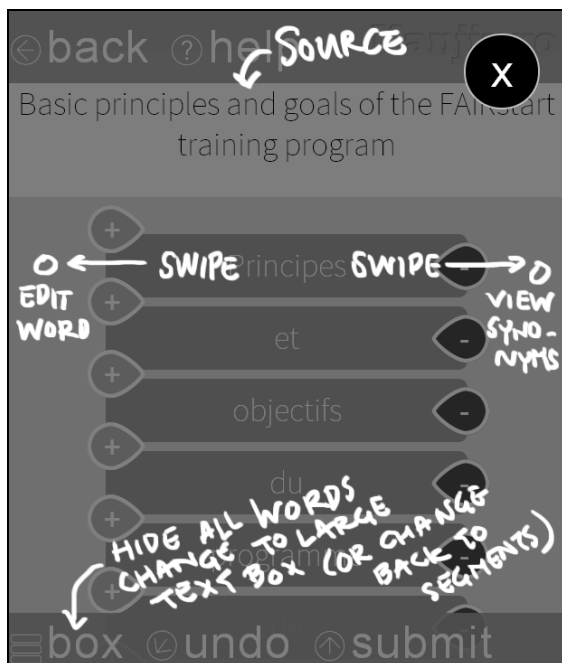 back help
SOURCE
X
Basic principles and goals of the FAIRstart
training program
+
SWIPE Principes SWIPE -
EDIT
WORD
VIEW
SYNO-
NYMS
+
et -
+
objectifs -
+
du -
+
programme -
+
HIDE ALL WORDS
CHANGE TO LARGE
TEXT BOX (OR CHANGE
BACK TO
SEGMENTS)
box undo submit